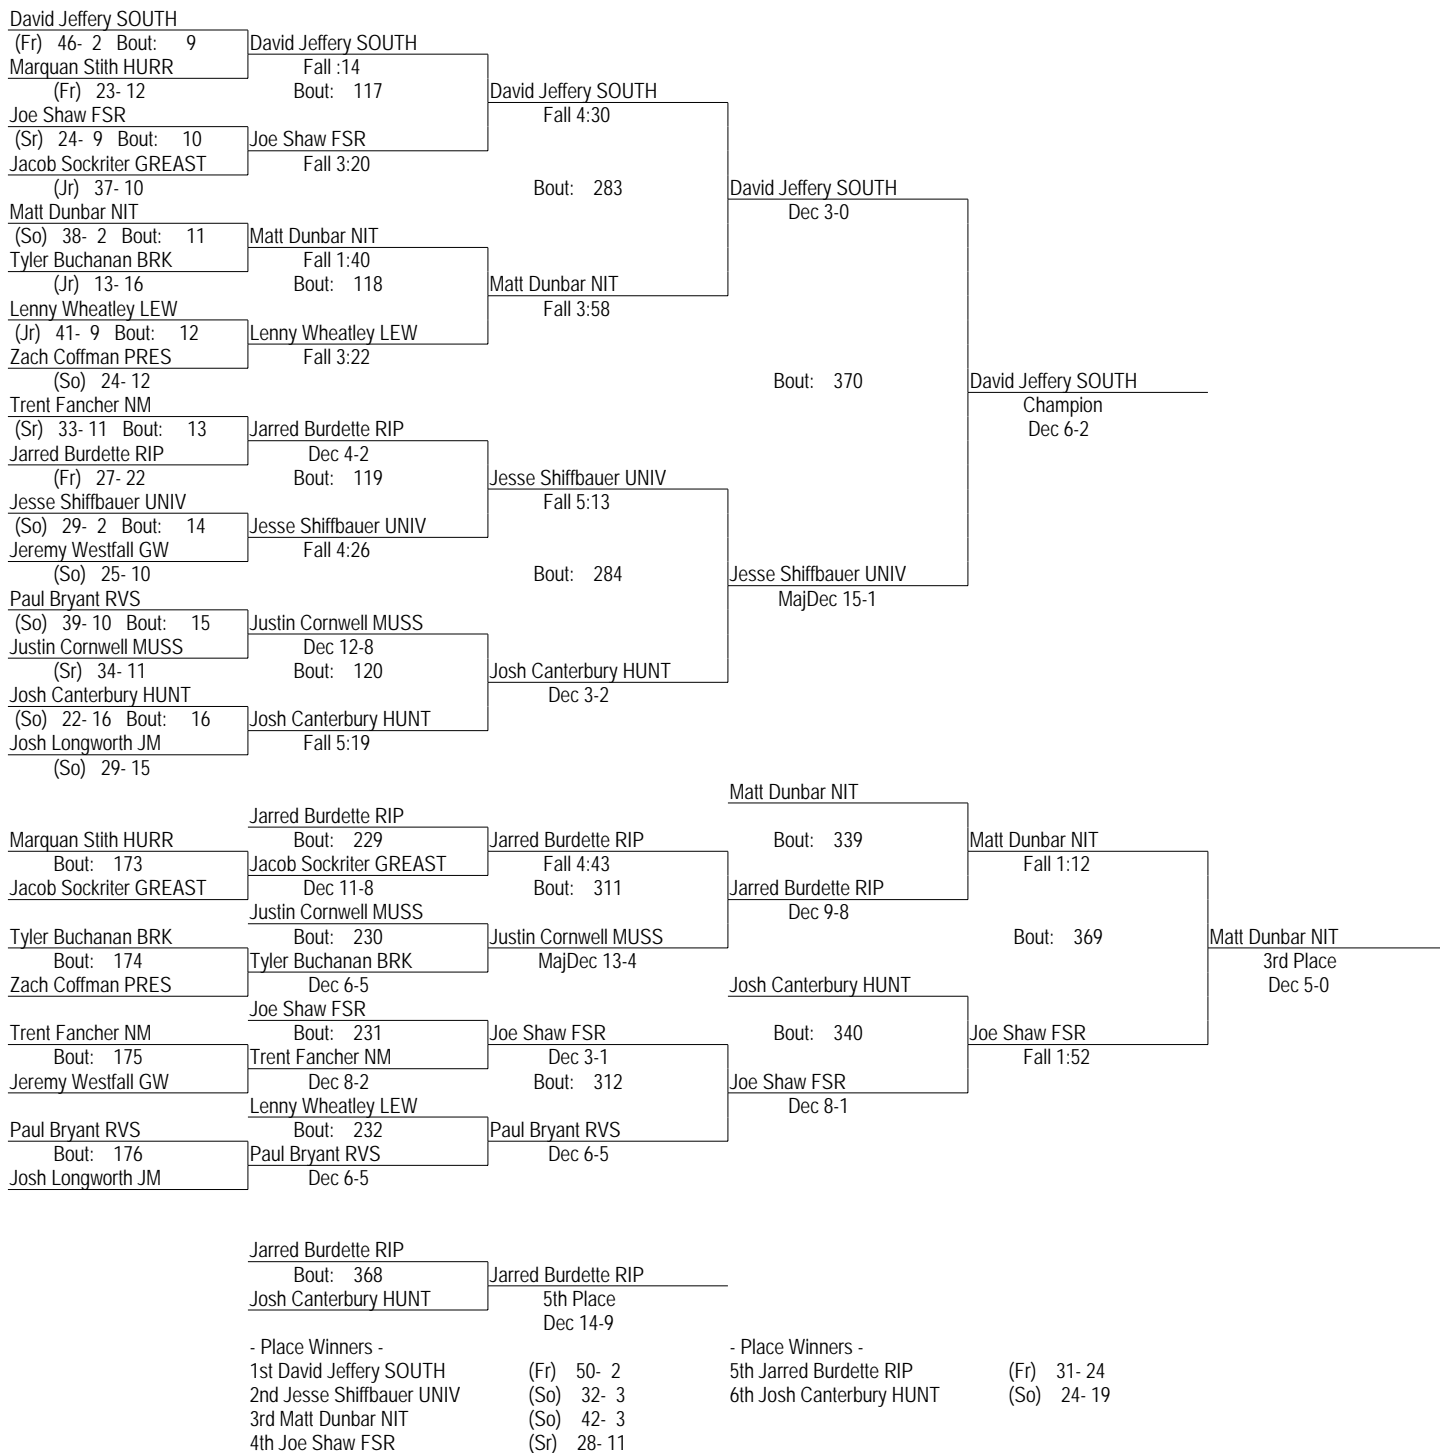 David Jeffery SOUTH
(Fr) 46- 2 Bout: 9 David Jeffery SOUTH
Marquan Stith HURR Fall :14
(Fr) 23- 12 Bout: 117 David Jeffery SOUTH
Joe Shaw FSR Fall 4:30
(Sr) 24- 9 Bout: 10 Joe Shaw FSR
Jacob Sockriter GREAST Fall 3:20
(Jr) 37- 10 Bout: 283 David Jeffery SOUTH
Matt Dunbar NIT Dec 3-0
(So) 38- 2 Bout: 11 Matt Dunbar NIT
Tyler Buchanan BRK Fall 1:40
(Jr) 13- 16 Bout: 118 Matt Dunbar NIT
Lenny Wheatley LEW Fall 3:58
(Jr) 41- 9 Bout: 12 Lenny Wheatley LEW
Zach Coffman PRES Fall 3:22
(So) 24- 12 Bout: 370 David Jeffery SOUTH
Trent Fancher NM Champion
(Sr) 33- 11 Bout: 13 Jarred Burdette RIP Dec 6-2
Jarred Burdette RIP Dec 4-2
(Fr) 27- 22 Bout: 119 Jesse Shiffbauer UNIV
Jesse Shiffbauer UNIV Fall 5:13
(So) 29- 2 Bout: 14 Jesse Shiffbauer UNIV
Jeremy Westfall GW Fall 4:26
(So) 25- 10 Bout: 284 Jesse Shiffbauer UNIV
Paul Bryant RVS MajDec 15-1
(So) 39- 10 Bout: 15 Justin Cornwell MUSS
Justin Cornwell MUSS Dec 12-8
(Sr) 34- 11 Bout: 120 Josh Canterbury HUNT
Josh Canterbury HUNT Dec 3-2
(So) 22- 16 Bout: 16 Josh Canterbury HUNT
Josh Longworth JM Fall 5:19
(So) 29- 15
Matt Dunbar NIT
Jarred Burdette RIP
Marquan Stith HURR Bout: 229 Jarred Burdette RIP Bout: 339 Matt Dunbar NIT
Bout: 173 Jacob Sockriter GREAST Fall 4:43 Fall 1:12
Jacob Sockriter GREAST Dec 11-8 Bout: 311 Jarred Burdette RIP
Justin Cornwell MUSS Dec 9-8
Tyler Buchanan BRK Bout: 230 Justin Cornwell MUSS Bout: 369 Matt Dunbar NIT
Bout: 174 Tyler Buchanan BRK MajDec 13-4 3rd Place
Zach Coffman PRES Dec 6-5 Josh Canterbury HUNT Dec 5-0
Joe Shaw FSR
Trent Fancher NM Bout: 231 Joe Shaw FSR Bout: 340 Joe Shaw FSR
Bout: 175 Trent Fancher NM Dec 3-1 Fall 1:52
Jeremy Westfall GW Dec 8-2 Bout: 312 Joe Shaw FSR
Lenny Wheatley LEW Dec 8-1
Paul Bryant RVS Bout: 232 Paul Bryant RVS
Bout: 176 Paul Bryant RVS Dec 6-5
Josh Longworth JM Dec 6-5
Jarred Burdette RIP
Bout: 368 Jarred Burdette RIP
Josh Canterbury HUNT 5th Place
Dec 14-9
- Place Winners - - Place Winners -
1st David Jeffery SOUTH (Fr) 50- 2 5th Jarred Burdette RIP (Fr) 31- 24
2nd Jesse Shiffbauer UNIV (So) 32- 3 6th Josh Canterbury HUNT (So) 24- 19
3rd Matt Dunbar NIT (So) 42- 3
4th Joe Shaw FSR (Sr) 28- 11